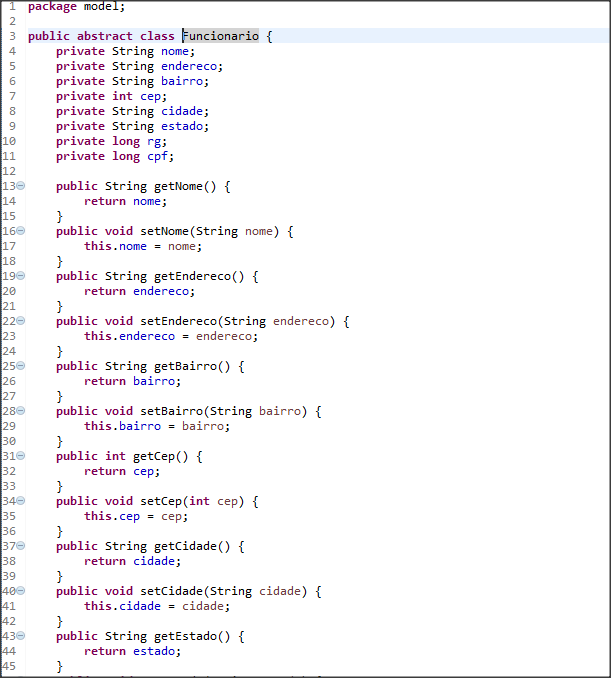 1 package model;
2
3 public abstract class Funcionario {
4 private String nome;
5 private String endereco;
6 private String bairro;
7 private int cep;
8 private String cidade;
9 private String estado;
10 private long rg;
11 private long cpf;
12
13 public String getNome() {
14 return nome;
15 }
16 public void setNome(String nome) {
17 this.nome = nome;
18 }
19 public String getEndereco() {
20 return endereco;
21 }
22 public void setEndereco(String endereco) {
23 this.endereco = endereco;
24 }
25 public String getBairro() {
26 return bairro;
27 }
28 public void setBairro(String bairro) {
29 this.bairro = bairro;
30 }
31 public int getCep() {
32 return cep;
33 }
34 public void setCep(int cep) {
35 this.cep = cep;
36 }
37 public String getCidade() {
38 return cidade;
39 }
40 public void setCidade(String cidade) {
41 this.cidade = cidade;
42 }
43 public String getEstado() {
44 return estado;
45 }